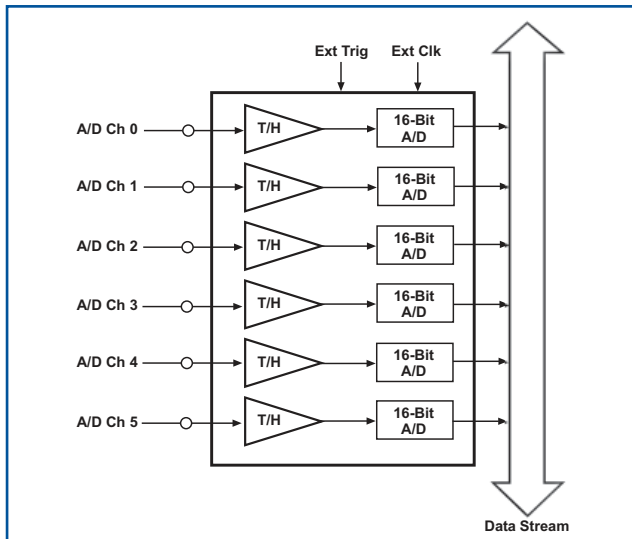 Ext Trig Ext Clk
A/D Ch 0
T/H
16-Bit
A/D
A/D Ch 1
T/H
16-Bit
A/D
A/D Ch 2
T/H
16-Bit
A/D
A/D Ch 3
T/H
16-Bit
A/D
A/D Ch 4
T/H
16-Bit
A/D
A/D Ch 5
T/H
16-Bit
A/D
Data Stream